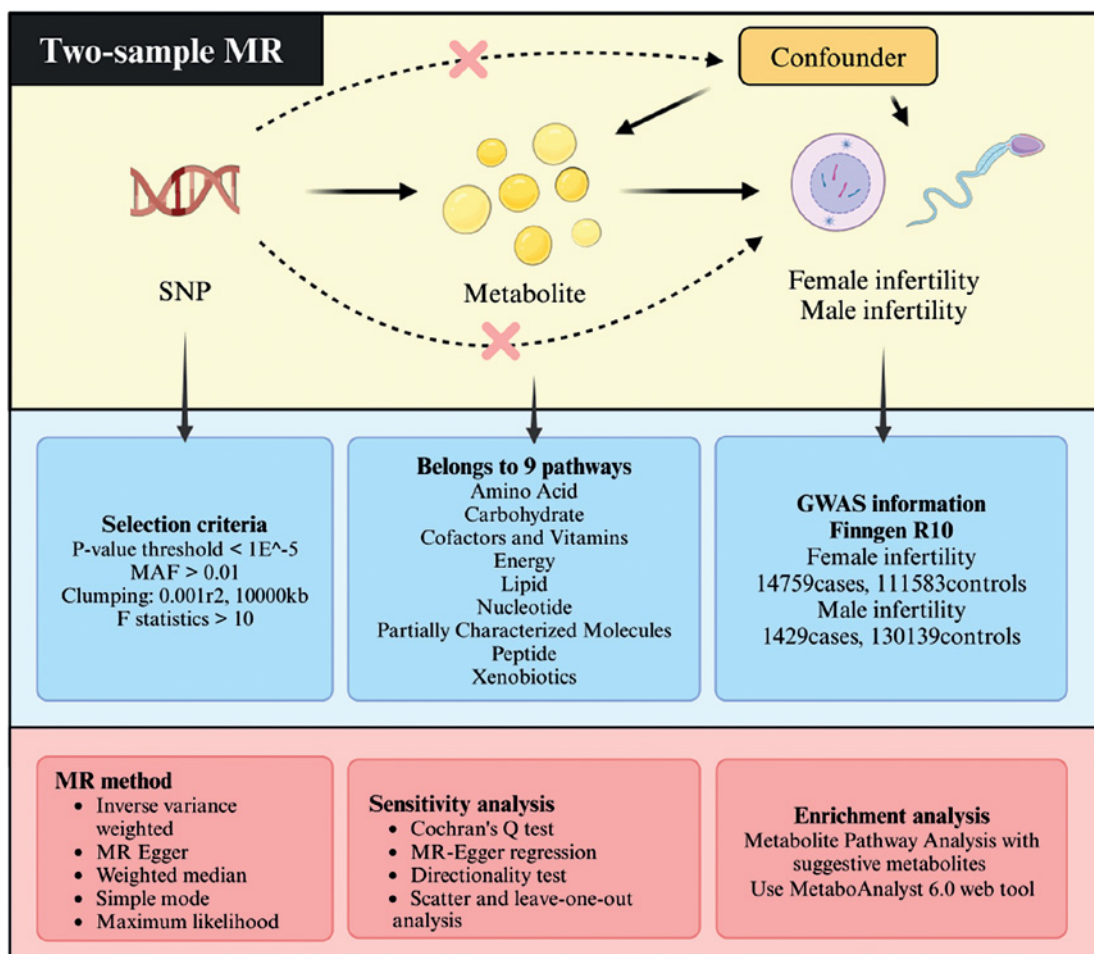 Two-sample MR
Confounder
SNP
Metabolite
Female infertility
Male infertility
Selection criteria
P-value threshold < 1E^-5
MAF > 0.01
Clumping: 0.001r2, 10000kb
F statistics > 10
Belongs to 9 pathways
Amino Acid
Carbohydrate
Cofactors and Vitamins
Energy
Lipid
Nucleotide
Partially Characterized Molecules
Peptide
Xenobiotics
GWAS information
Finngen R10
Female infertility
14759cases, 111583controls
Male infertility
1429cases, 130139controls
MR method
• Inverse variance
weighted
• MR Egger
• Weighted median
• Simple mode
• Maximum likelihood
Sensitivity analysis
• Cochran's Q test
• MR-Egger regression
• Directionality test
• Scatter and leave-one-out
analysis
Enrichment analysis
Metabolite Pathway Analysis with
suggestive metabolites
Use MetaboAnalyst 6.0 web tool